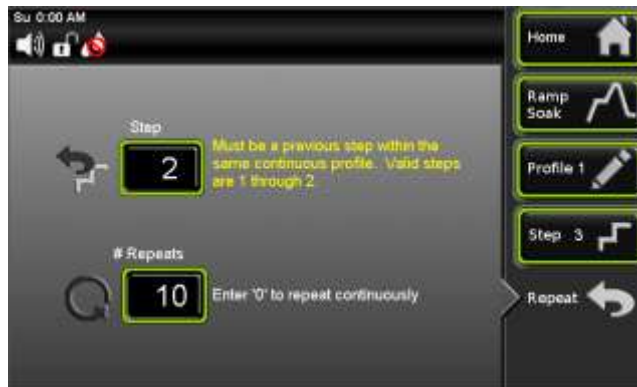 Su 0:00 AM
Home
Ramp
Soak
Step
2
Must be a previous step within the
same continuous profile. Valid steps
are 1 through 2
Profile 1
Step 3
# Repeats
10
Enter '0' to repeat continuously
Repeat